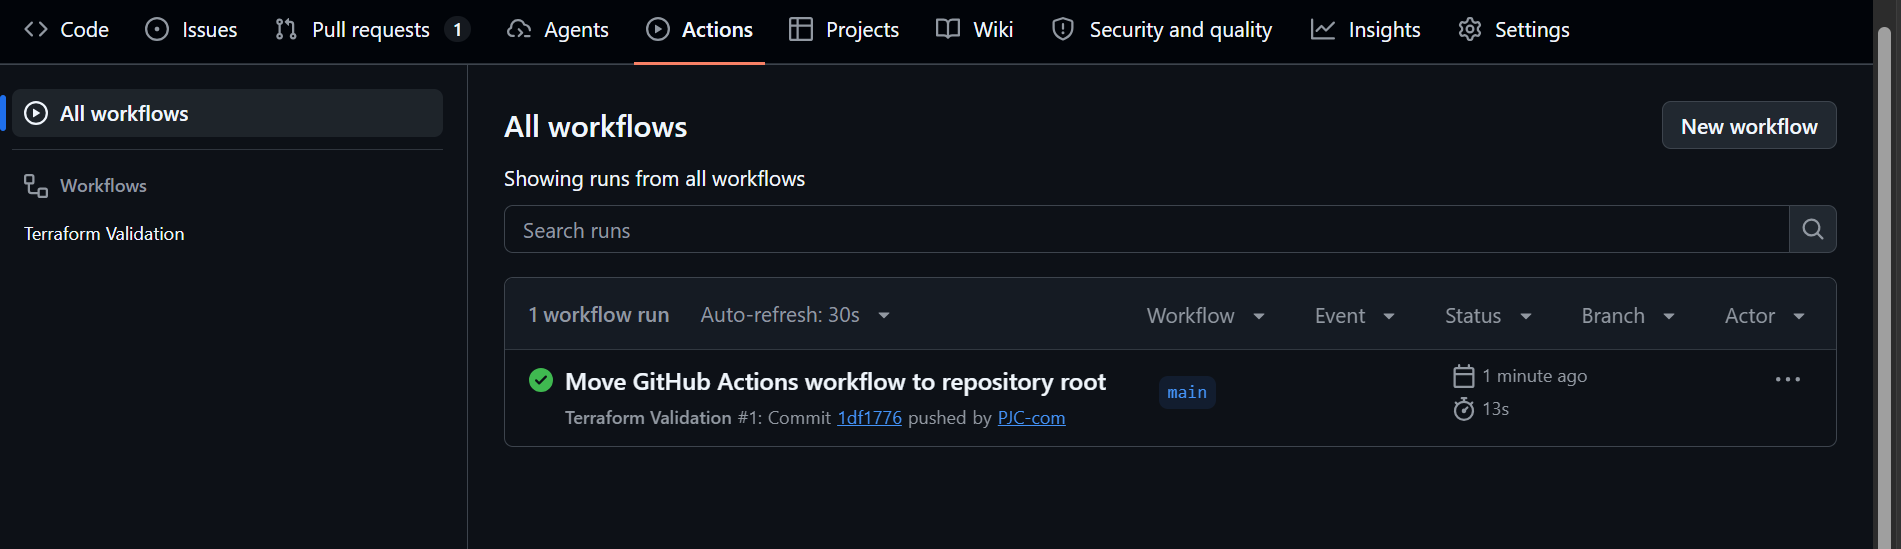 Code Issues Pull requests 1 Agents Actions Projects Wiki Security and quality Insights Settings
All workflows
Workflows
Terraform Validation
All workflows
New workflow
Showing runs from all workflows
Search runs
1 workflow run Auto-refresh: 30s Workflow Event Status Branch Actor
Move GitHub Actions workflow to repository root
Terraform Validation #1: Commit 1df1776 pushed by PJC-com
main
1 minute ago
13s